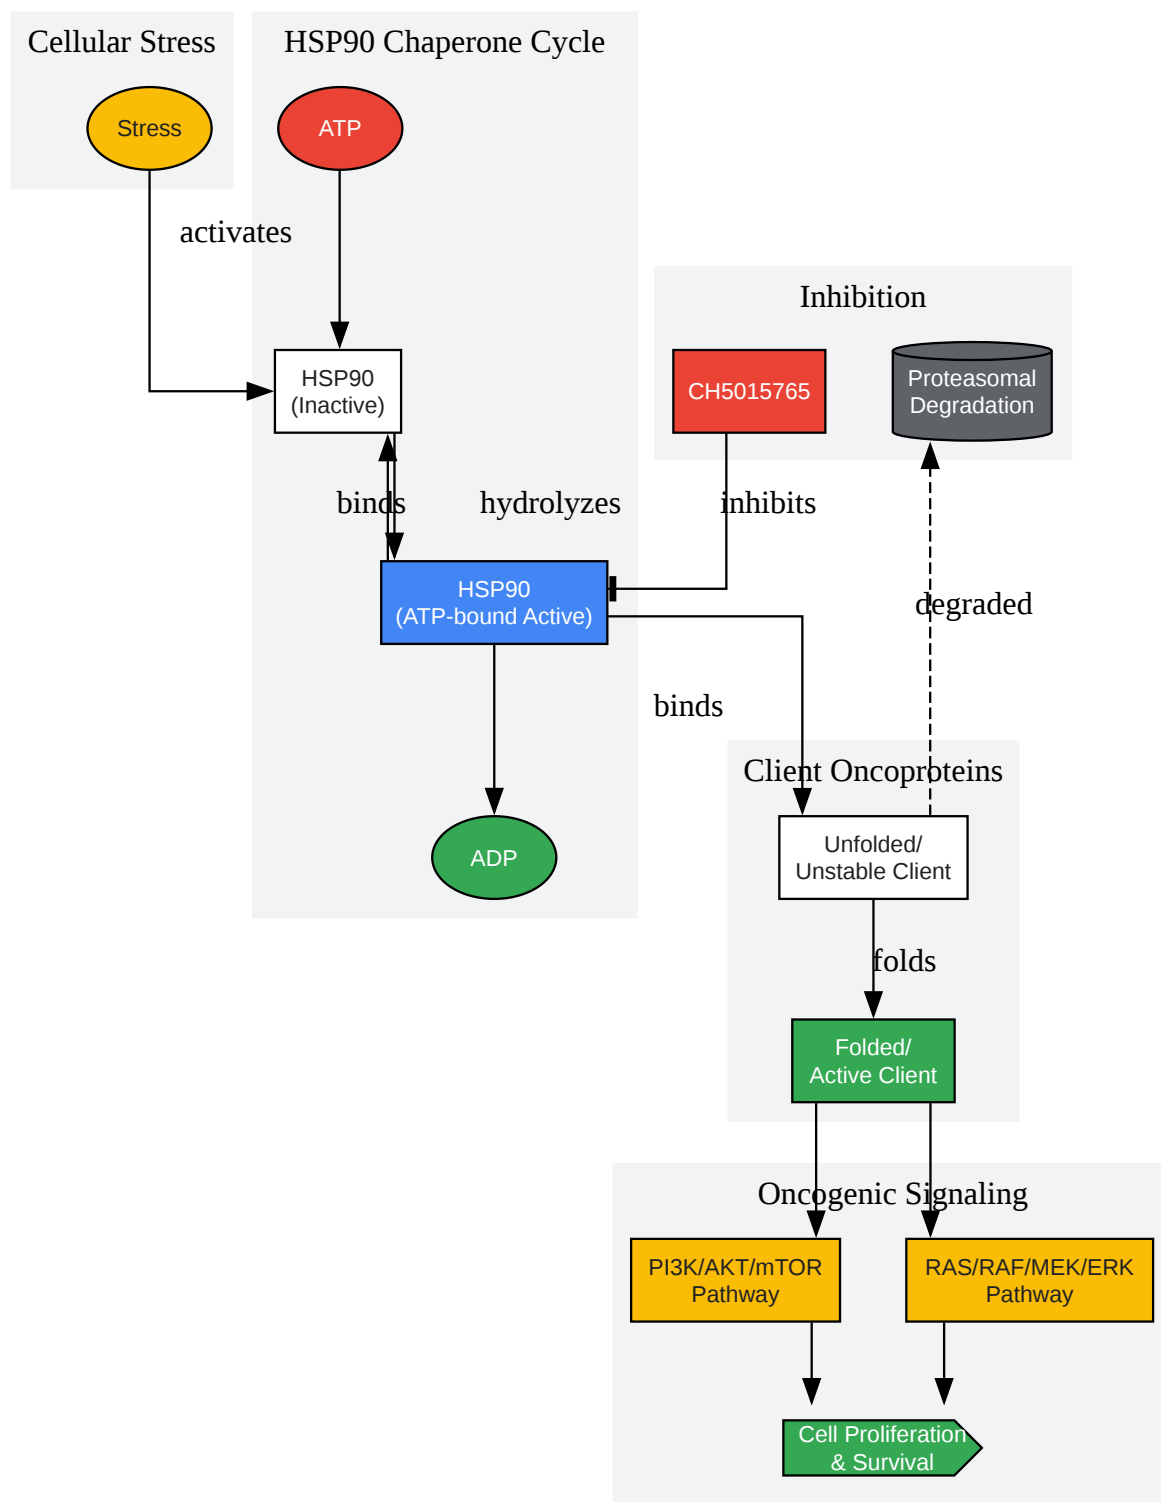 Cellular Stress
HSP90 Chaperone Cycle
Stress
ATP
activates
Inhibition
HSP90
(Inactive)
CH5015765
Proteasomal
Degradation
binds
hydrolyzes
inhibits
HSP90
(ATP-bound Active)
degraded
binds
Client Oncoproteins
Unfolded/
Unstable Client
ADP
folds
Folded/
Active Client
Oncogenic Signaling
PI3K/AKT/mTOR
Pathway
RAS/RAF/MEK/ERK
Pathway
Cell Proliferation
& Survival